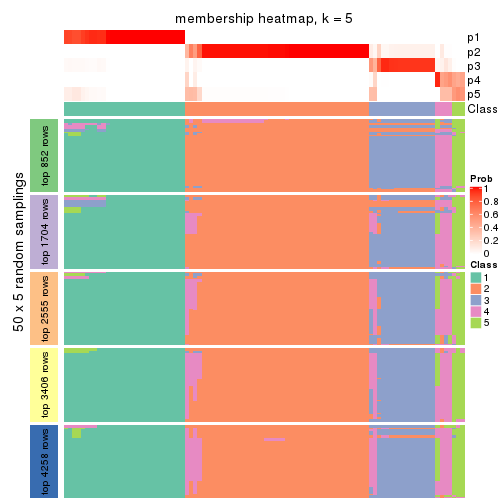 membership heatmap, k = 5
p1
p2
p3
p4
p5
Class
50 x 5 random samplings
top 852 rows
top 1704 rows
top 2555 rows
top 3406 rows
top 4258 rows
Prob
1
0.8
0.6
0.4
0.2
0
Class
1
2
3
4
5